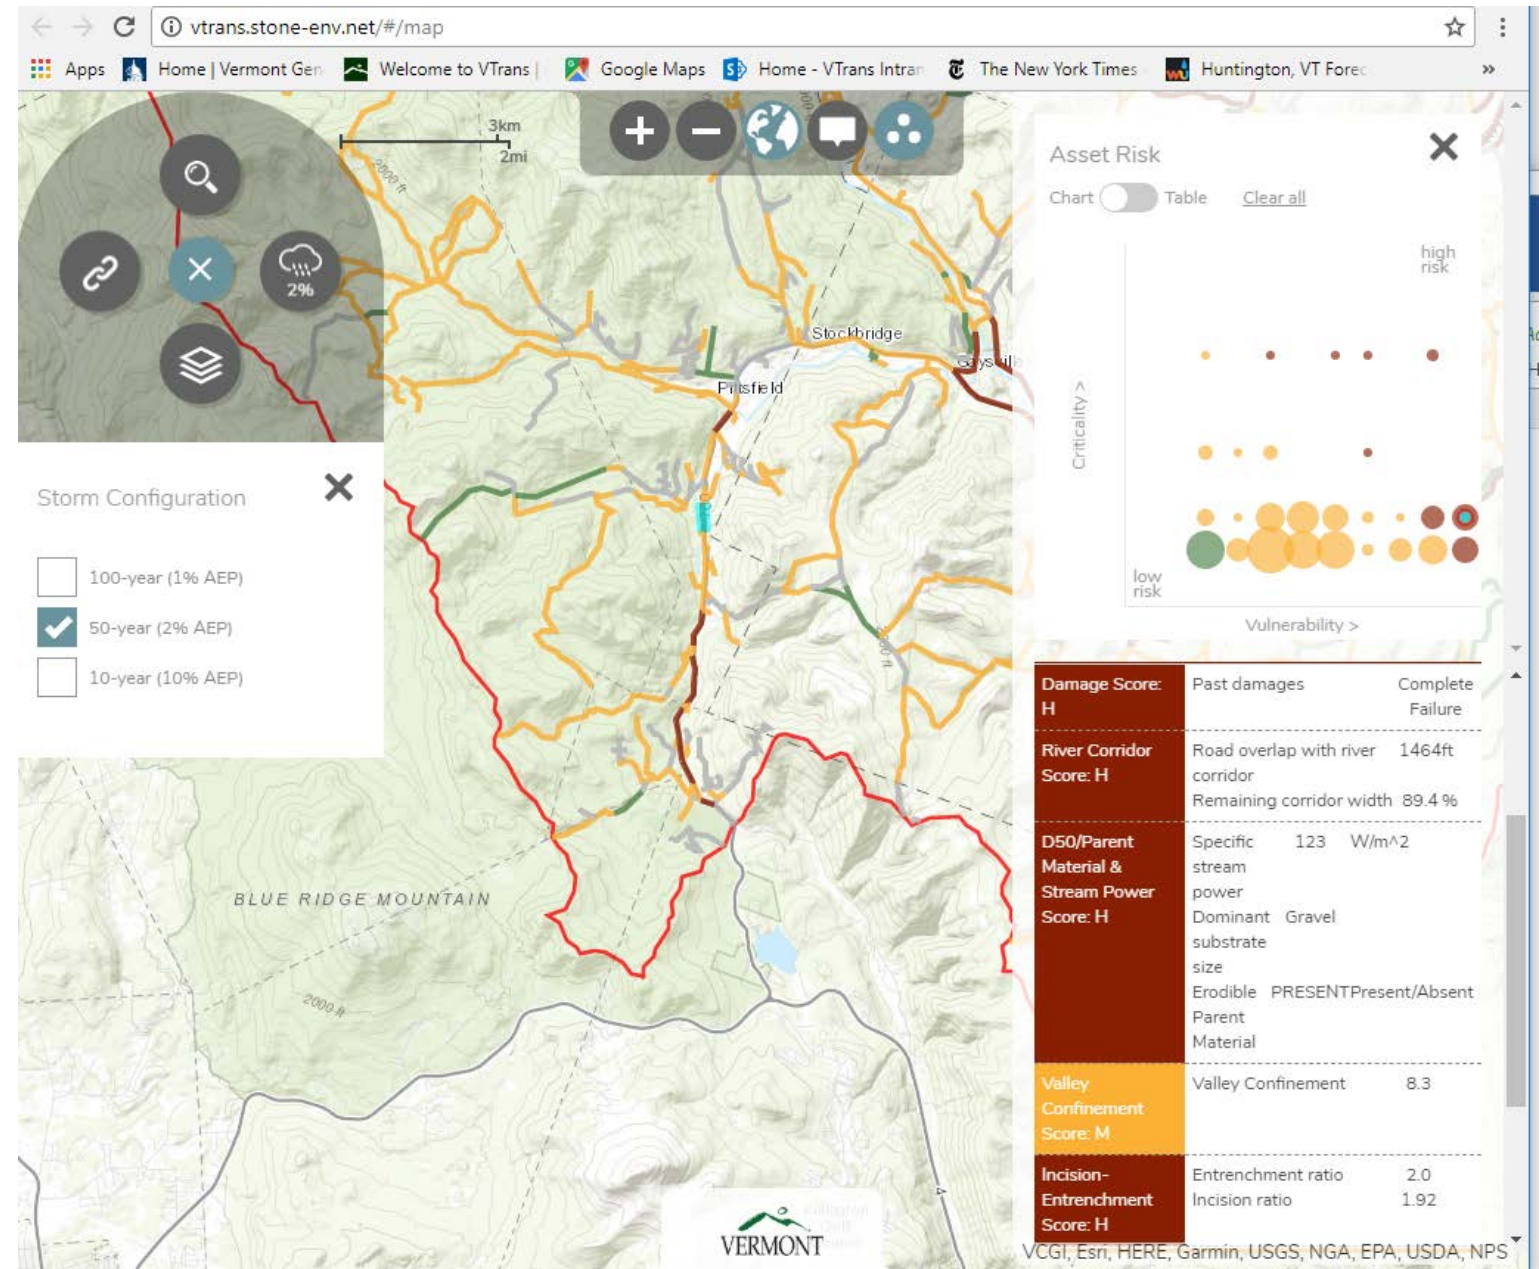 vtrans.stone-env.net/#/map
Apps Home | Vermont Gen Welcome to VTrans | Google Maps Home - VTrans Intran The New York Times Huntington, VT Forec »
3km
2mi
2000 ft
2%
Storm Configuration
100-year (1% AEP)
50-year (2% AEP)
10-year (10% AEP)
Stockbridge
Pittsfield
BLUE RIDGE MOUNTAIN
2000 ft
4
VERMONT
Asset Risk
Chart Table Clear all
high
risk
Criticality >
low
risk
Vulnerability >
Damage Score:
H
Past damages Complete
Failure
River Corridor
Score: H
Road overlap with river 1464ft
corridor
Remaining corridor width 89.4 %
D50/Parent
Material &
Stream Power
Score: H
Specific 123 W/m^2
stream
power
Dominant Gravel
substrate
size
Erodible PRESENTPresent/Absent
Parent
Material
Valley
Confinement
Score: M
Valley Confinement 8.3
Incision-
Entrenchment
Score: H
Entrenchment ratio 2.0
Incision ratio 1.92
VCGI, Esri, HERE, Garmin, USGS, NGA, EPA, USDA, NPS